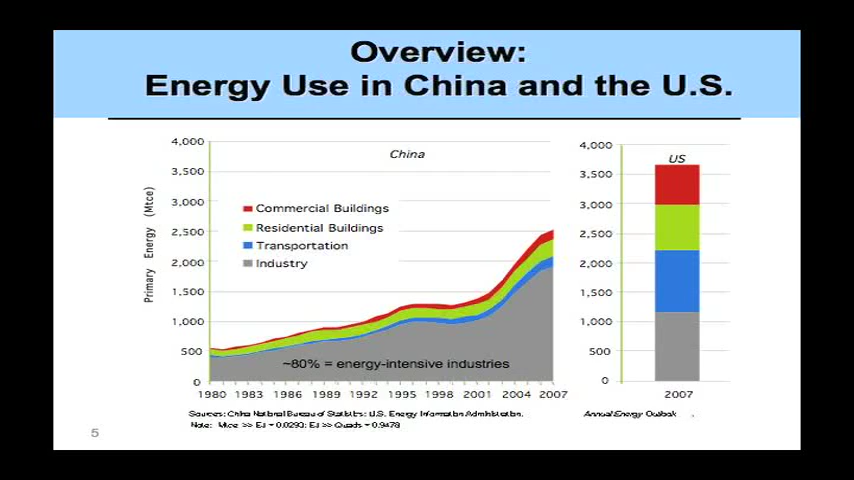 Overview:
Energy Use in China and the U.S.
4,000
3,500
3,000
2,500
2,000
1,500
1,000
500
0
Primary Energy (Mtce)
China
Commercial Buildings
Residential Buildings
Transportation
Industry
~80% = energy-intensive industries
1980 1983 1986 1989 1992 1995 1998 2001 2004 2007
4,000
3,500
3,000
2,500
2,000
1,500
1,000
500
0
US
2007
Sources: China National Bureau of Statistics; U.S. Energy Information Administration,
Annual Energy Outlook
Note: Mtce >> EJ = 0.0293; EJ >> Quads = 0.9478
5